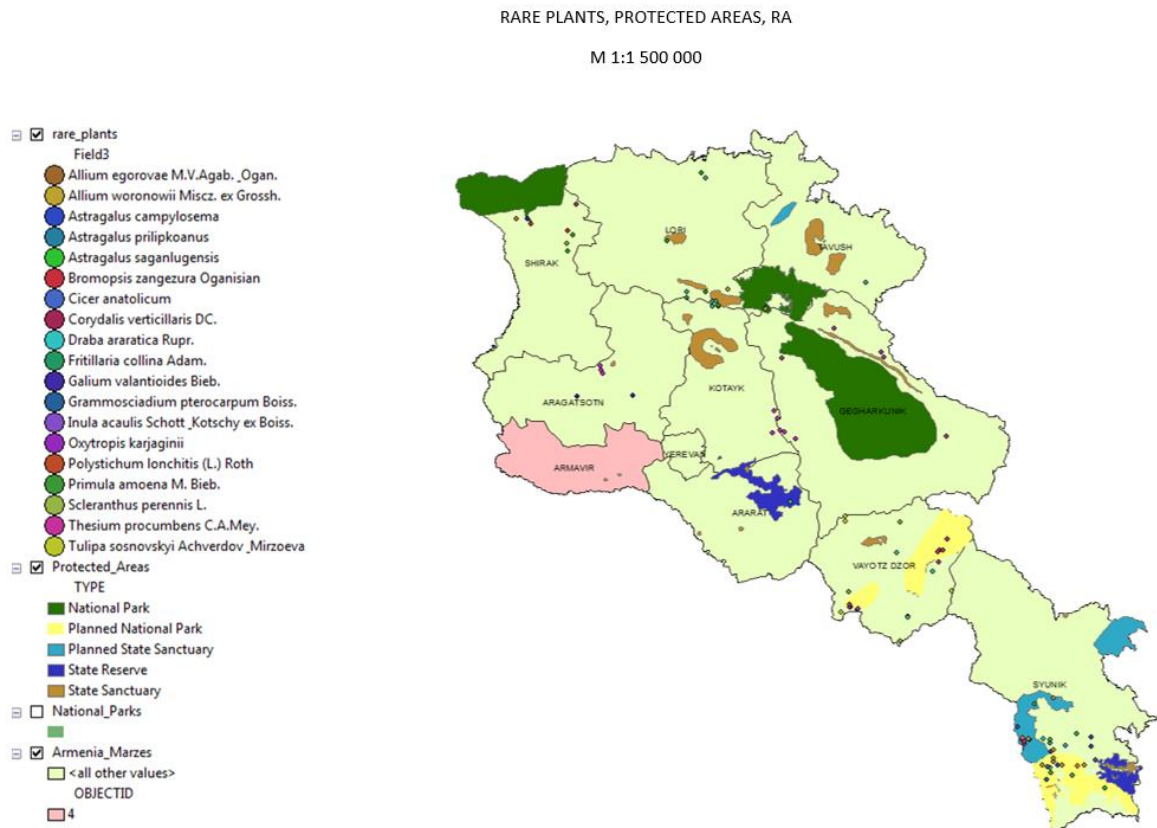 RARE PLANTS, PROTECTED AREAS, RA
M 1:1 500 000
rare_plants
Field3
Allium egorovae M.V.Agab. _Ogan.
Allium woronowii Miscz. ex Grossh.
Astragalus campylosema
Astragalus prilipkoanus
Astragalus saganlugensis
Bromopsis zangezura Oganisian
Cicer anatolicum
Corydalis verticillaris DC.
Draba araratica Rupr.
Fritillaria collina Adam.
Galium valantioides Bieb.
Grammosciadium pterocarpum Boiss.
Inula acaulis Schott _Kotschy ex Boiss.
Oxytropis karjaginii
Polystichum lonchitis (L.) Roth
Primula amoena M. Bieb.
Scleranthus perennis L.
Thesium procumbens C.A.Mey.
Tulipa sosnovskyi Achverdov _Mirzoeva
Protected_Areas
TYPE
National Park
Planned National Park
Planned State Sanctuary
State Reserve
State Sanctuary
National_Parks
Armenia_Marzes
<all other values>
OBJECTID
4
LORI
TAVUSH
SHIRAK
KOTAYK
ARAGATSOTN
GEGHARKUNIK
YEREVAN
ARMAVIR
ARARAT
VAYOTZ DZOR
SYUNIK